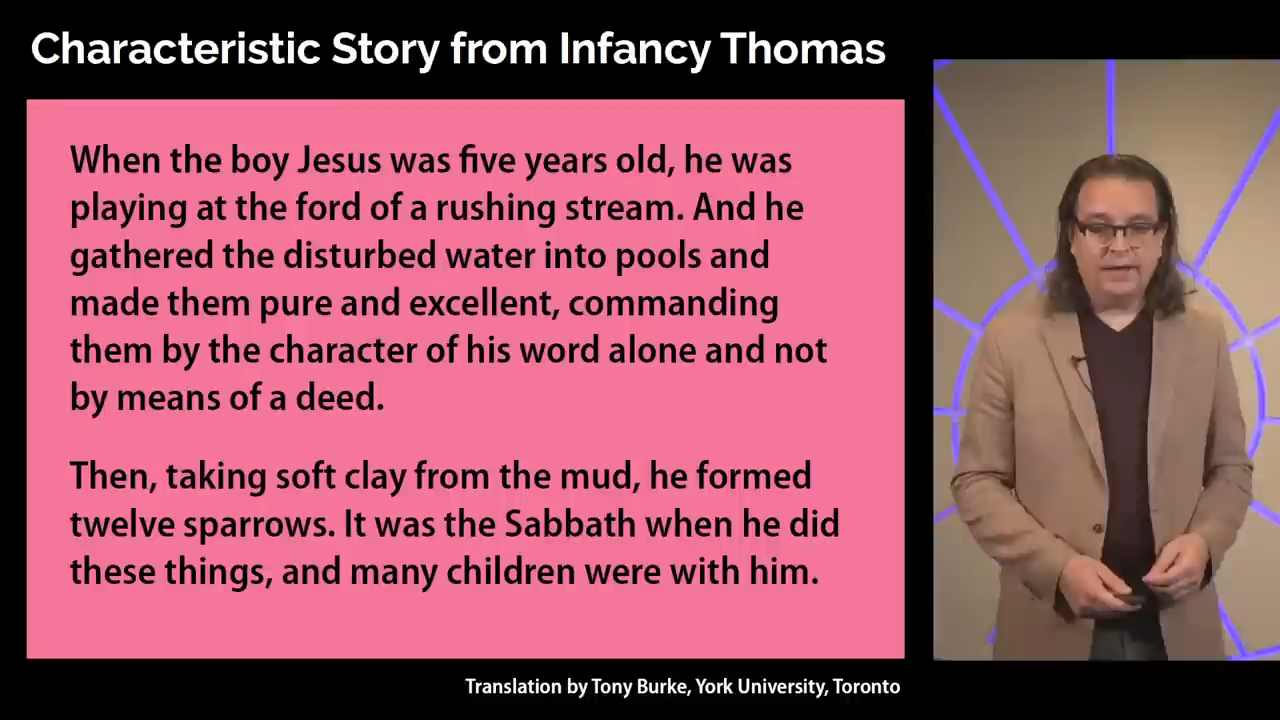 Characteristic Story from Infancy Thomas
When the boy Jesus was five years old, he was
playing at the ford of a rushing stream. And he
gathered the disturbed water into pools and
made them pure and excellent, commanding
them by the character of his word alone and not
by means of a deed.
Then, taking soft clay from the mud, he formed
twelve sparrows. It was the Sabbath when he did
these things, and many children were with him.
Translation by Tony Burke, York University, Toronto